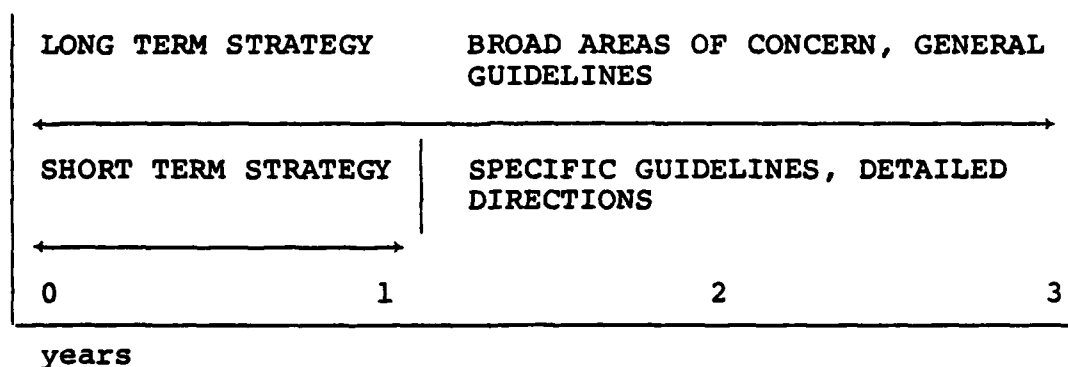 LONG TERM STRATEGY BROAD AREAS OF CONCERN, GENERAL
GUIDELINES
SHORT TERM STRATEGY SPECIFIC GUIDELINES, DETAILED
DIRECTIONS
0 1 2 3
years